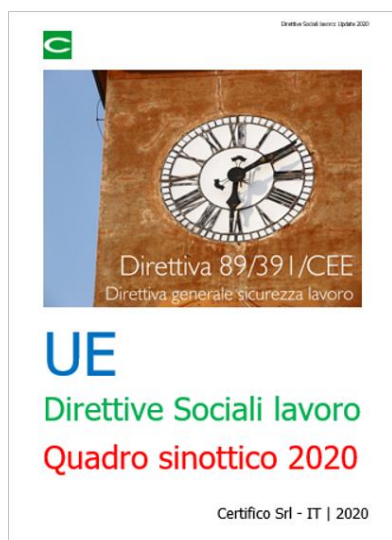 Direttive Sociali lavoro: Update 2020
C
Direttiva 89/391/CEE
Direttiva generale sicurezza lavoro
UE
Direttive Sociali lavoro
Quadro sinottico 2020
Certifico Srl - IT | 2020